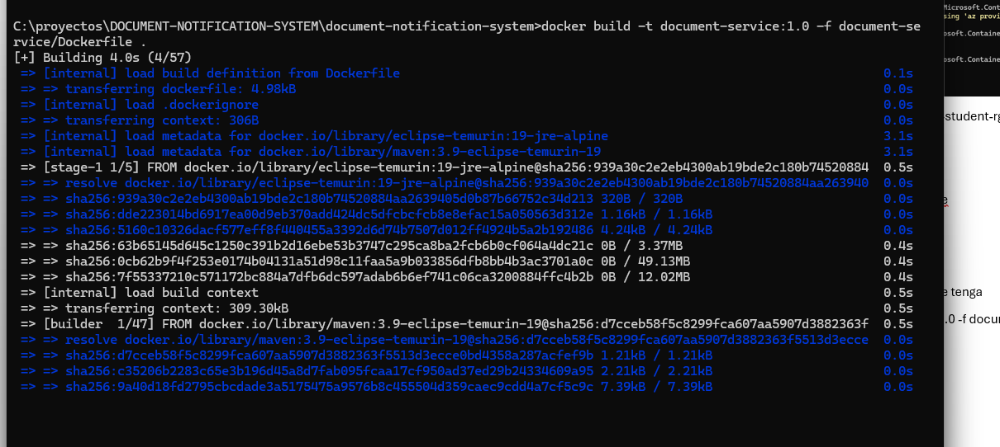 C:\proyectos\DOCUMENT-NOTIFICATION-SYSTEM\document-notification-system>docker build -t document-service:1.0 -f document-se
rvice/Dockerfile .
[+] Building 4.0s (4/57)
=> [internal] load build definition from Dockerfile 0.1s
=> => transferring dockerfile: 4.98kB 0.0s
=> [internal] load .dockerignore 0.0s
=> => transferring context: 306B 0.0s
=> [internal] load metadata for docker.io/library/eclipse-temurin:19-jre-alpine 3.1s
=> [internal] load metadata for docker.io/library/maven:3.9-eclipse-temurin-19 3.1s
=> [stage-1 1/5] FROM docker.io/library/eclipse-temurin:19-jre-alpine@sha256:939a30c2e2eb4300ab19bde2c180b74520884 0.5s
=> => resolve docker.io/library/eclipse-temurin:19-jre-alpine@sha256:939a30c2e2eb4300ab19bde2c180b74520884aa263940 0.0s
=> => sha256:939a30c2e2eb4300ab19bde2c180b74520884aa2639405d0b87b66752c34d213 320B / 320B 0.0s
=> => sha256:dde223014bd6917ea00d9eb370add424dc5dfcbcfcb8e8efac15a050563d312e 1.16kB / 1.16kB 0.0s
=> => sha256:5160c10326dacf577eff8f440455a3392d6d74b7507d012ff4924b5a2b192486 4.24kB / 4.24kB 0.0s
=> => sha256:63b65145d645c1250c391b2d16ebe53b3747c295ca8ba2fcb6b0cf064a4dc21c 0B / 3.37MB 0.4s
=> => sha256:0cb62b9f4f253e0174b04131a51d98c11faa5a9b033856dfb8bb4b3ac3701a0c 0B / 49.13MB 0.4s
=> => sha256:7f55337210c571172bc884a7dfb6dc597adab6b6ef741c06ca3200884ffc4b2b 0B / 12.02MB 0.4s
=> [internal] load build context 0.5s
=> => transferring context: 309.30kB 0.5s
=> [builder  1/47] FROM docker.io/library/maven:3.9-eclipse-temurin-19@sha256:d7cceb58f5c8299fca607aa5907d3882363f 0.5s
=> => resolve docker.io/library/maven:3.9-eclipse-temurin-19@sha256:d7cceb58f5c8299fca607aa5907d3882363f5513d3ecce 0.0s
=> => sha256:d7cceb58f5c8299fca607aa5907d3882363f5513d3ecce0bd4358a287acfef9b 1.21kB / 1.21kB 0.0s
=> => sha256:c35206b2283c65e3b196d45a8d7fab095fcaa17cf950ad37ed29b24334609a95 2.21kB / 2.21kB 0.0s
=> => sha256:9a40d18fd2795cbcdade3a5175475a9576b8c455504d359caec9cdd4a7cf5c9c 7.39kB / 7.39kB 0.0s
Microsoft.Cont
sing 'az provi
osoft.Containe
osoft.Containe
student-rg
e
e tenga
.0 -f docum